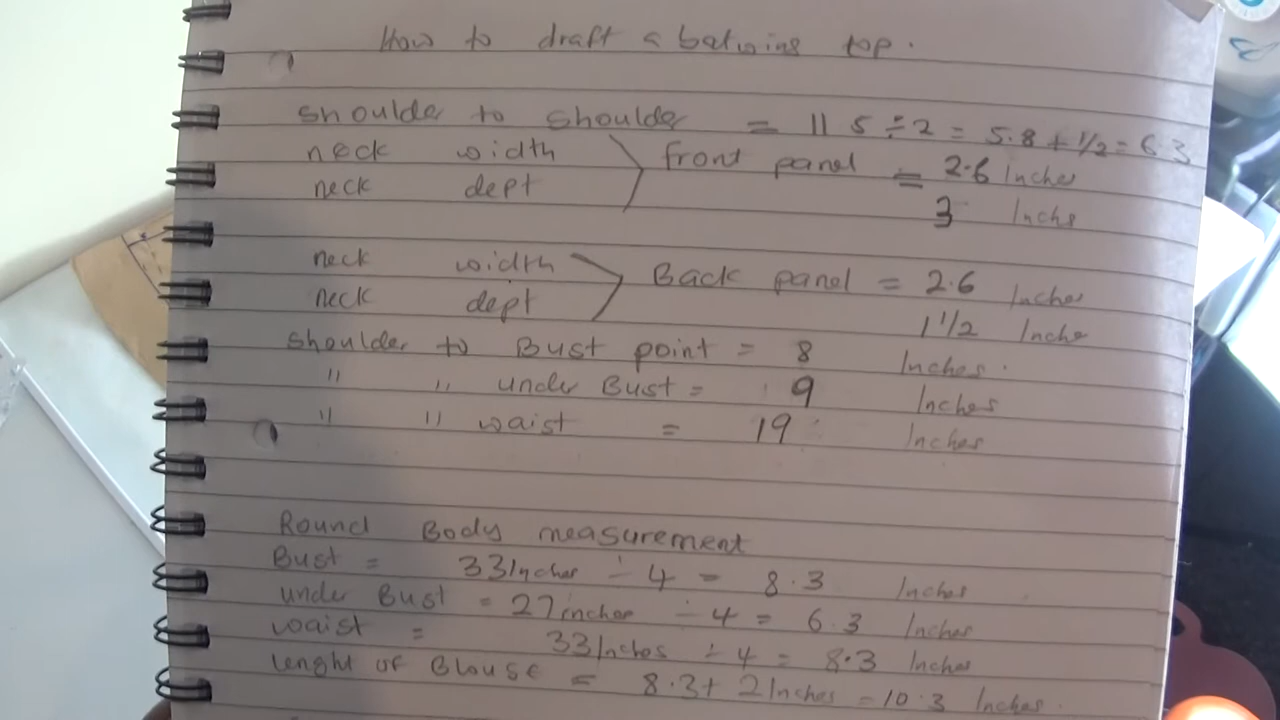 How to draft a batwing top.
shoulder to shoulder = 11 5 ÷ 2 = 5.8 + 1/2 = 6 3
neck width } front panel = 2.6 Inches
neck dept 3 Inchs
neck width } Back panel = 2.6 Inches
neck dept 1 1/2 Inche
shoulder to Bust point = 8 Inches.
" " under Bust = 9 Inches
" " waist = 19 Inches
Round Body measurement
Bust = 33Inches ÷ 4 = 8.3 Inches
under Bust = 27inches ÷ 4 = 6.3 Inches
waist = 33Inches ÷ 4 = 8.3 Inches
lenght of Blouse = 8.3 + 2Inches = 10.3 Inches.